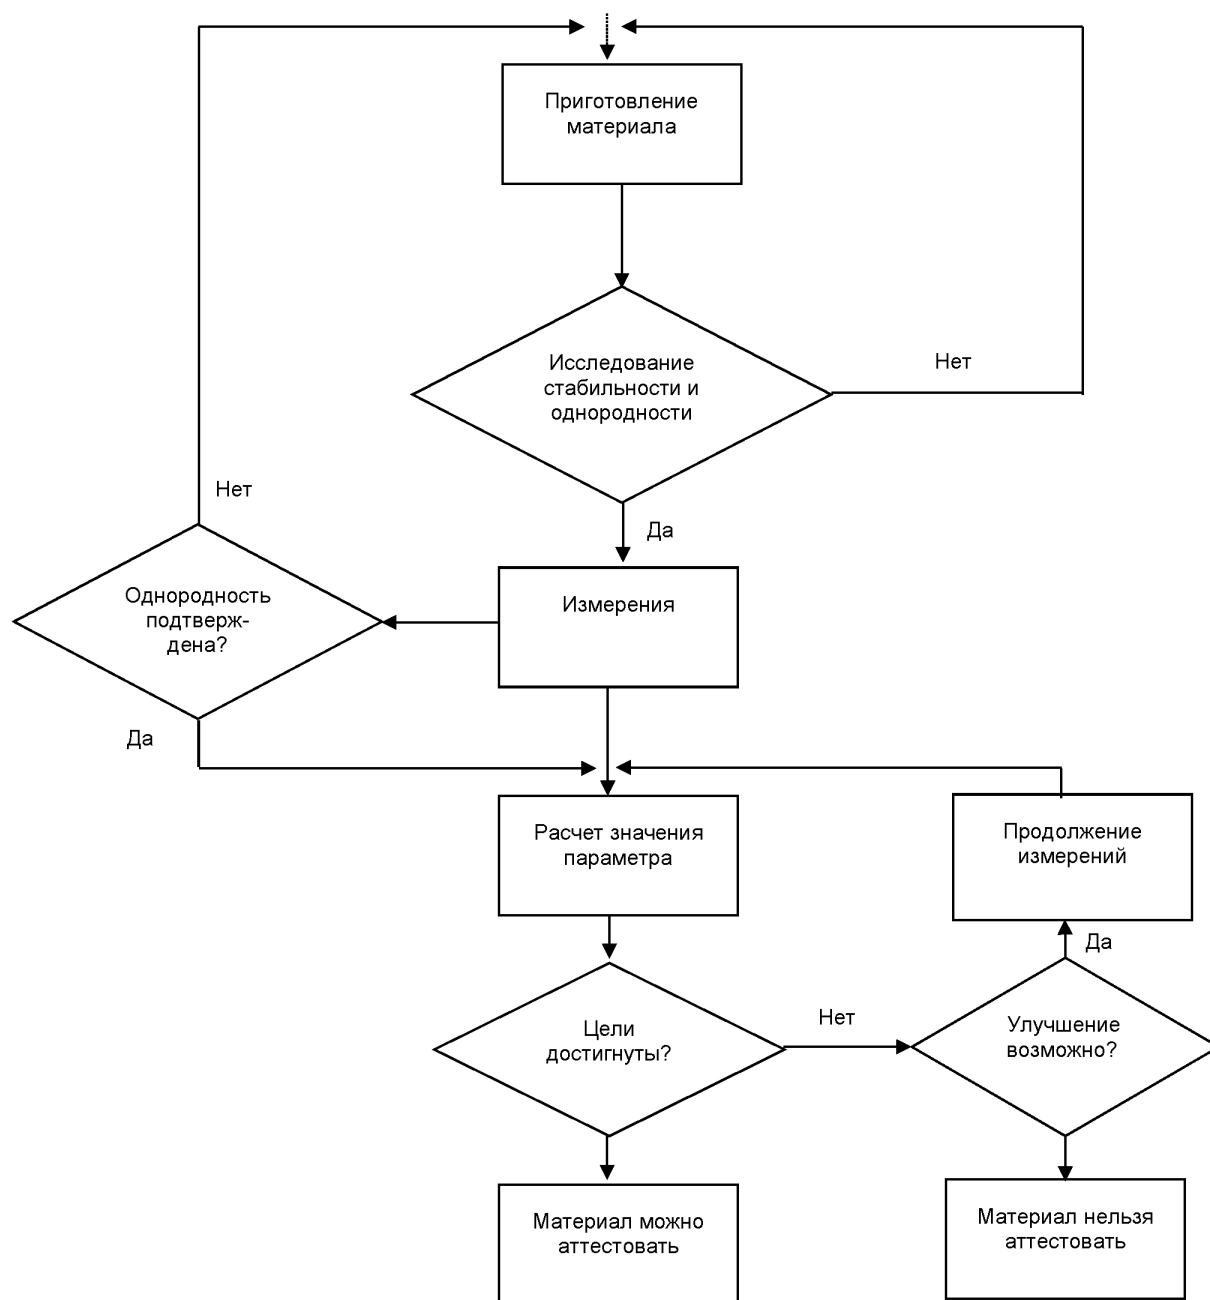 Приготовление
материала
Исследование
стабильности и
однородности
Нет
Нет
Да
Однородность
подтверж-
дена?
Измерения
Да
Расчет значения
параметра
Продолжение
измерений
Да
Цели
достигнуты?
Нет
Улучшение
возможно?
Материал можно
аттестовать
Материал нельзя
аттестовать